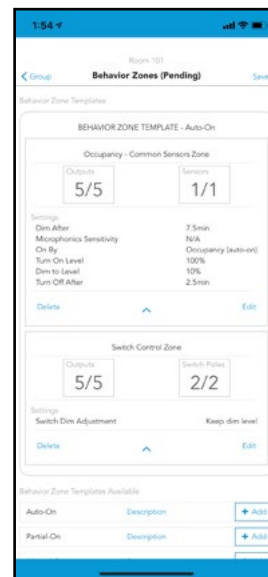 1:54
Room 101
Group
Behavior Zones (Pending)
Save
Behavior Zone Templates
BEHAVIOR ZONE TEMPLATE - Auto-On
Occupancy - Common Sensors Zone
Outputs
5/5
Sensors
1/1
Settings
Dim After 7.5min
Microphonics Sensitivity N/A
On By Occupancy (auto-on)
Turn On Level 100%
Dim to Level 10%
Turn Off After 2.5min
Delete
Edit
Switch Control Zone
Outputs
5/5
Switch Poles
2/2
Settings
Switch Dim Adjustment Keep dim level
Delete
Edit
Behavior Zone Templates Available
Auto-On Description + Add
Partial-On Description + Add